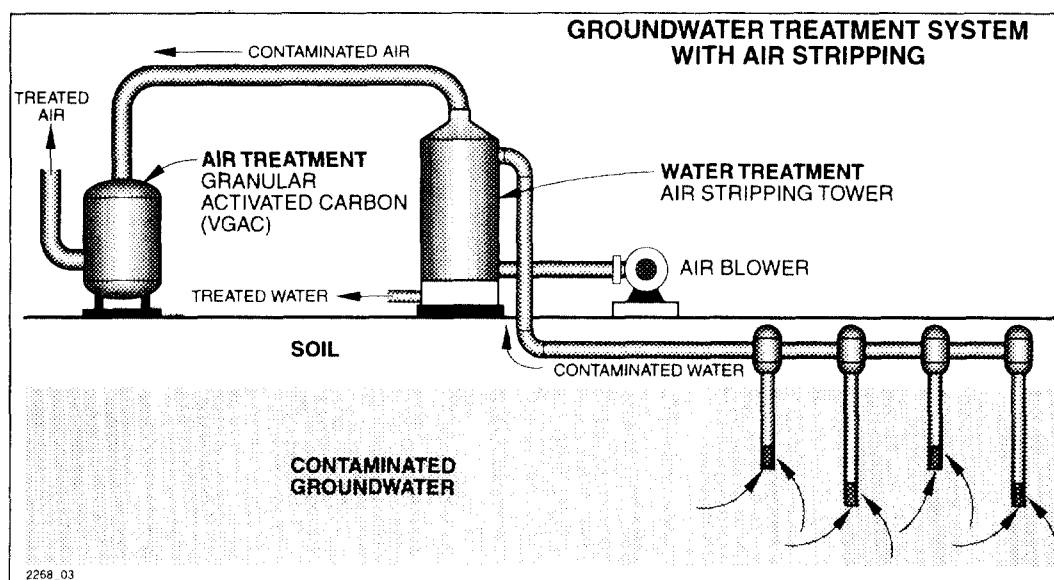 GROUNDWATER TREATMENT SYSTEM
WITH AIR STRIPPING
CONTAMINATED AIR
TREATED
AIR
AIR TREATMENT
GRANULAR
ACTIVATED CARBON
(VGAC)
WATER TREATMENT
AIR STRIPPING TOWER
AIR BLOWER
TREATED WATER
SOIL
CONTAMINATED WATER
CONTAMINATED
GROUNDWATER
2268 03